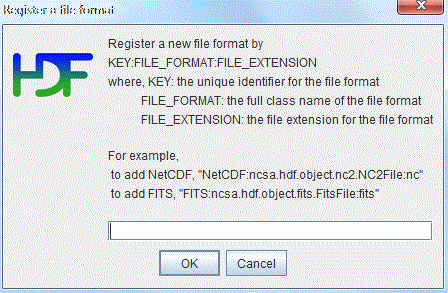 Register a file format
HDF
Register a new file format by
KEY:FILE_FORMAT:FILE_EXTENSION
where, KEY: the unique identifier for the file format
FILE_FORMAT: the full class name of the file format
FILE_EXTENSION: the file extension for the file format
For example,
to add NetCDF, "NetCDF:ncsa.hdf.object.nc2.NC2File:nc"
to add FITS, "FITS:ncsa.hdf.object.fits.FitsFile:fits"
OK Cancel